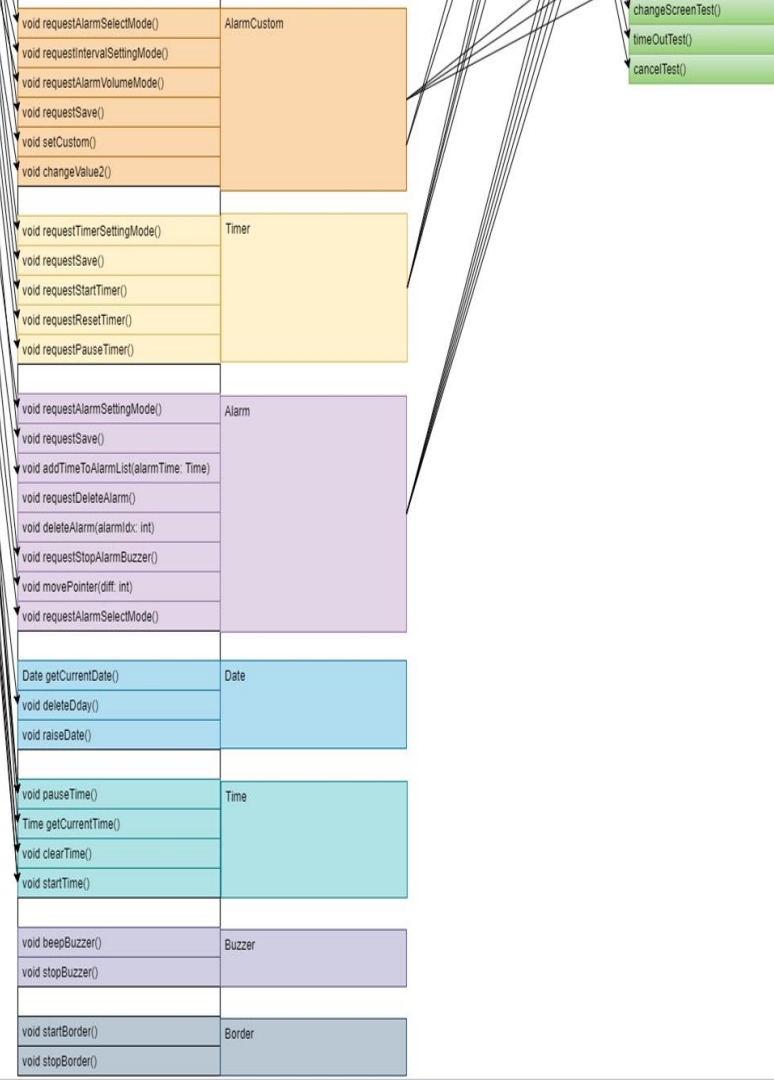 void requestAlarmSelectMode()
AlarmCustom
void requestIntervalSettingMode()
void requestAlarmVolumeMode()
void requestSave()
void setCustom()
void changeValue2()
changeScreenTest()
timeOutTest()
cancelTest()
void requestTimerSettingMode()
Timer
void requestSave()
void requestStartTimer()
void requestResetTimer()
void requestPauseTimer()
void requestAlarmSettingMode()
Alarm
void requestSave()
void addTimeToAlarmList(alarmTime: Time)
void requestDeleteAlarm()
void deleteAlarm(alarmIdx: int)
void requestStopAlarmBuzzer()
void movePointer(diff: int)
void requestAlarmSelectMode()
Date getCurrentDate()
Date
void deleteDday()
void raiseDate()
void pauseTime()
Time
Time getCurrentTime()
void clearTime()
void startTime()
void beepBuzzer()
Buzzer
void stopBuzzer()
void startBorder()
Border
void stopBorder()